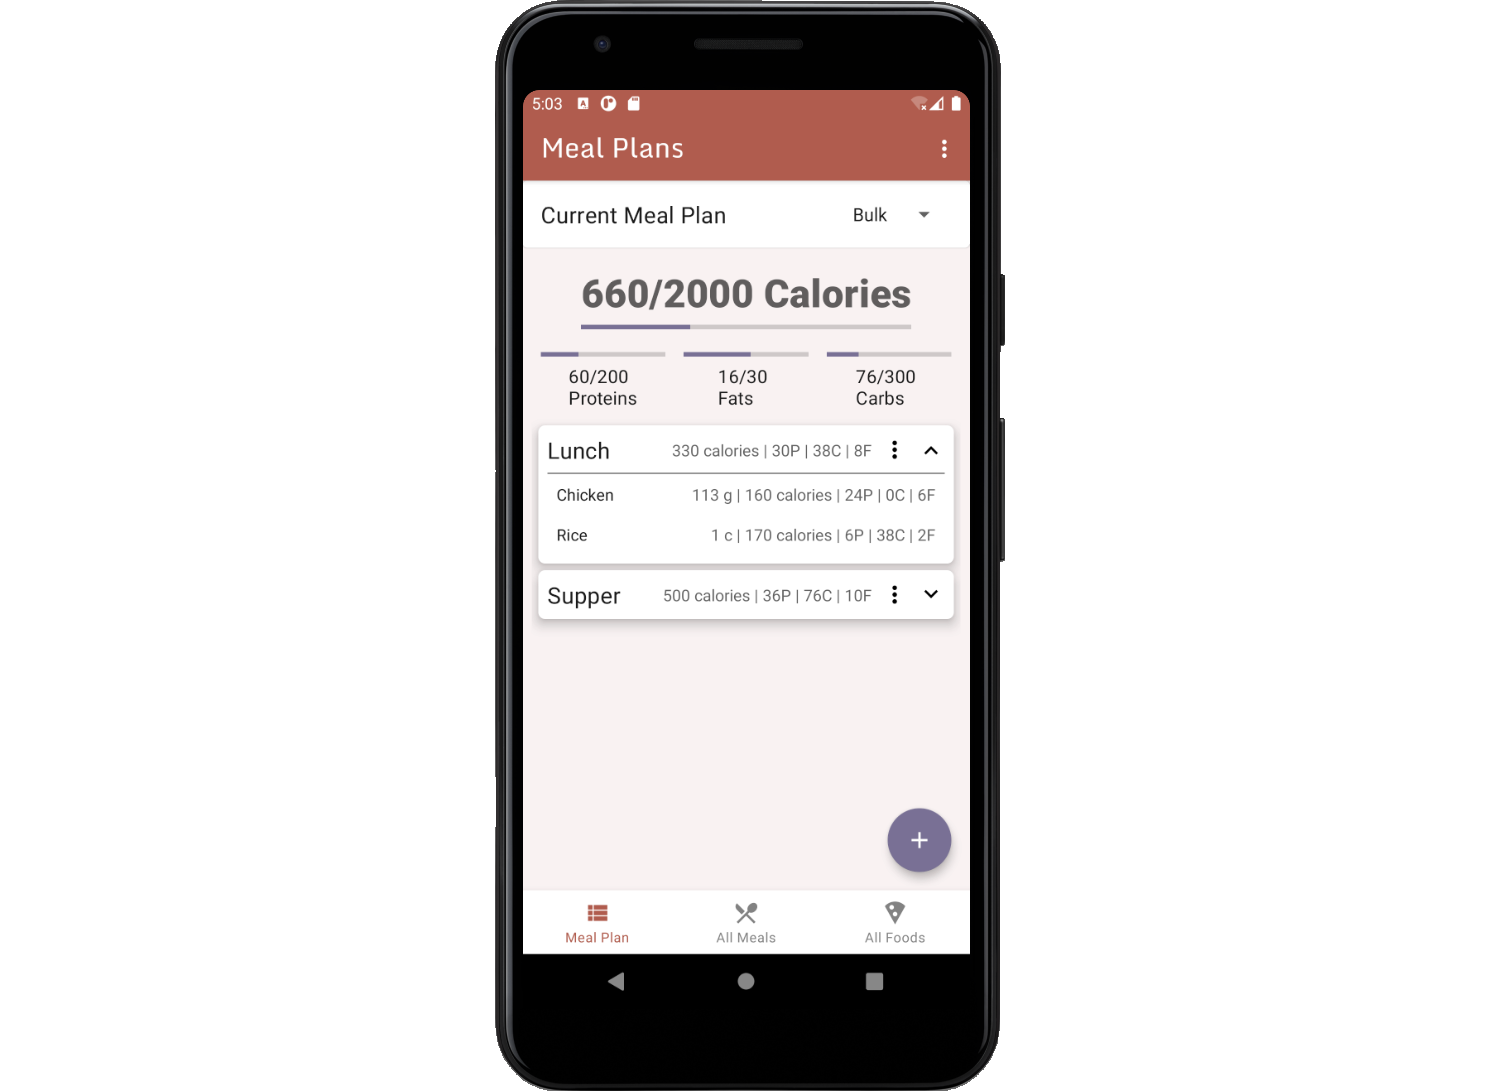 5:03
Meal Plans
Current Meal Plan Bulk
660/2000 Calories
60/200 16/30 76/300
Proteins Fats Carbs
Lunch 330 calories | 30P | 38C | 8F
Chicken 113 g | 160 calories | 24P | 0C | 6F
Rice 1 c | 170 calories | 6P | 38C | 2F
Supper 500 calories | 36P | 76C | 10F
+
Meal Plan All Meals All Foods